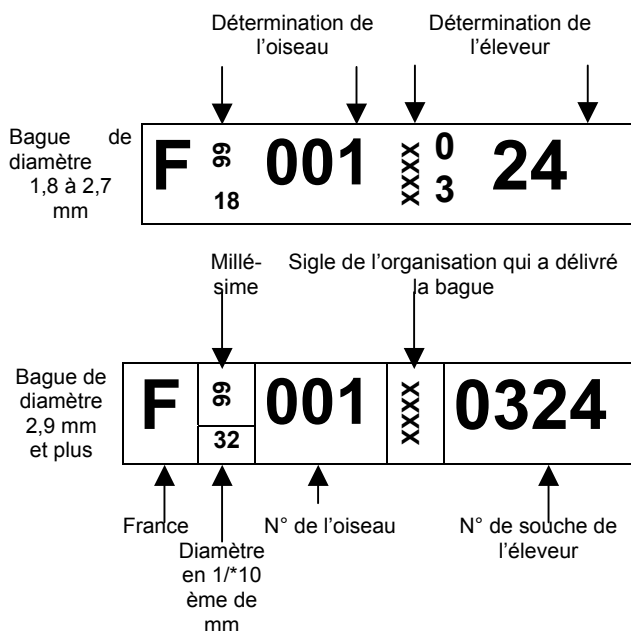 Détermination de
l'oiseau
Détermination de
l'éleveur
Bague de
diamètre
1,8 à 2,7
mm
F 99 18 001 XXXX 0 3 24
Millé-
sime
Sigle de l'organisation qui a délivré
la bague
Bague de
diamètre
2,9 mm
et plus
F 99 32 001 XXXX 0324
France
Diamètre
en 1/*10
ème de
mm
N° de l'oiseau
N° de souche de
l'éleveur